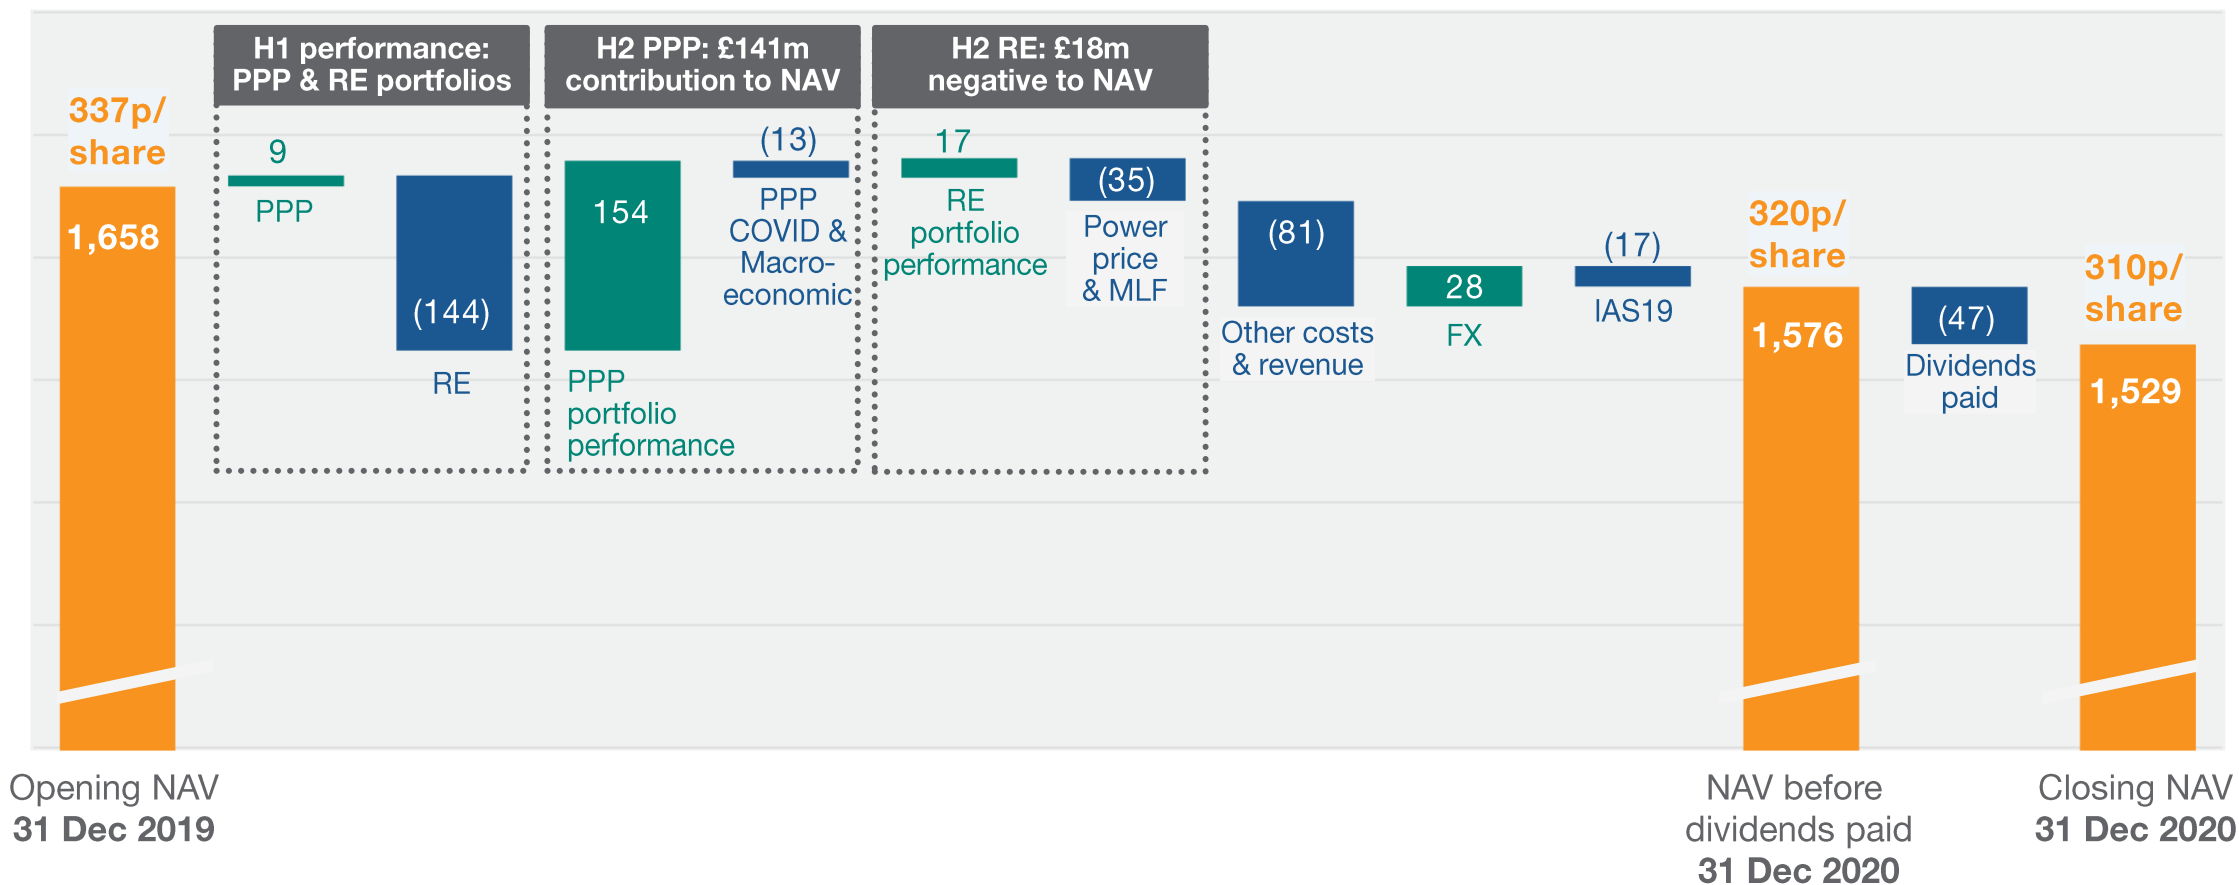 H1 performance:
PPP & RE portfolios
H2 PPP: £141m
contribution to NAV
H2 RE: £18m
negative to NAV
337p/
share
1,658
9
PPP
(144)
RE
154
PPP
portfolio
performance
(13)
PPP
COVID &
Macro-
economic
17
RE
portfolio
performance
(35)
Power
price
& MLF
(81)
Other costs
& revenue
28
FX
(17)
IAS19
320p/
share
1,576
(47)
Dividends
paid
310p/
share
1,529
Opening NAV
31 Dec 2019
NAV before
dividends paid
31 Dec 2020
Closing NAV
31 Dec 2020